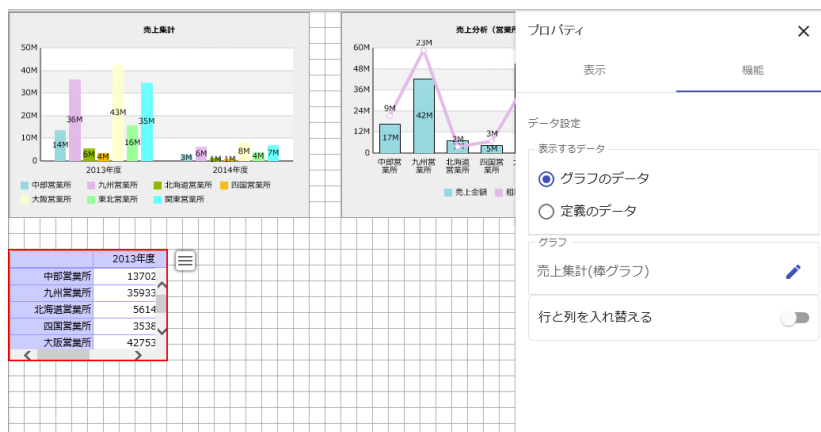 売上集計
50M
40M
30M
20M
10M
0
14M
36M
6M
4M
43M
16M
35M
3M
6M
1M
1M
8M
4M
7M
2013年度
2014年度
中部営業所
九州営業所
北海道営業所
四国営業所
大阪営業所
東北営業所
関東営業所
売上分析（営業所
60M
48M
36M
24M
12M
0
9M
23M
2M
3M
17M
42M
5M
中部営
業所
九州営
業所
北海道
営業所
四国営
業所
売上金額
粗
2013年度
中部営業所 13702
九州営業所 35933
北海道営業所 5614
四国営業所 3538
大阪営業所 42753
プロパティ
表示
機能
データ設定
表示するデータ
グラフのデータ
定義のデータ
グラフ
売上集計(棒グラフ)
行と列を入れ替える